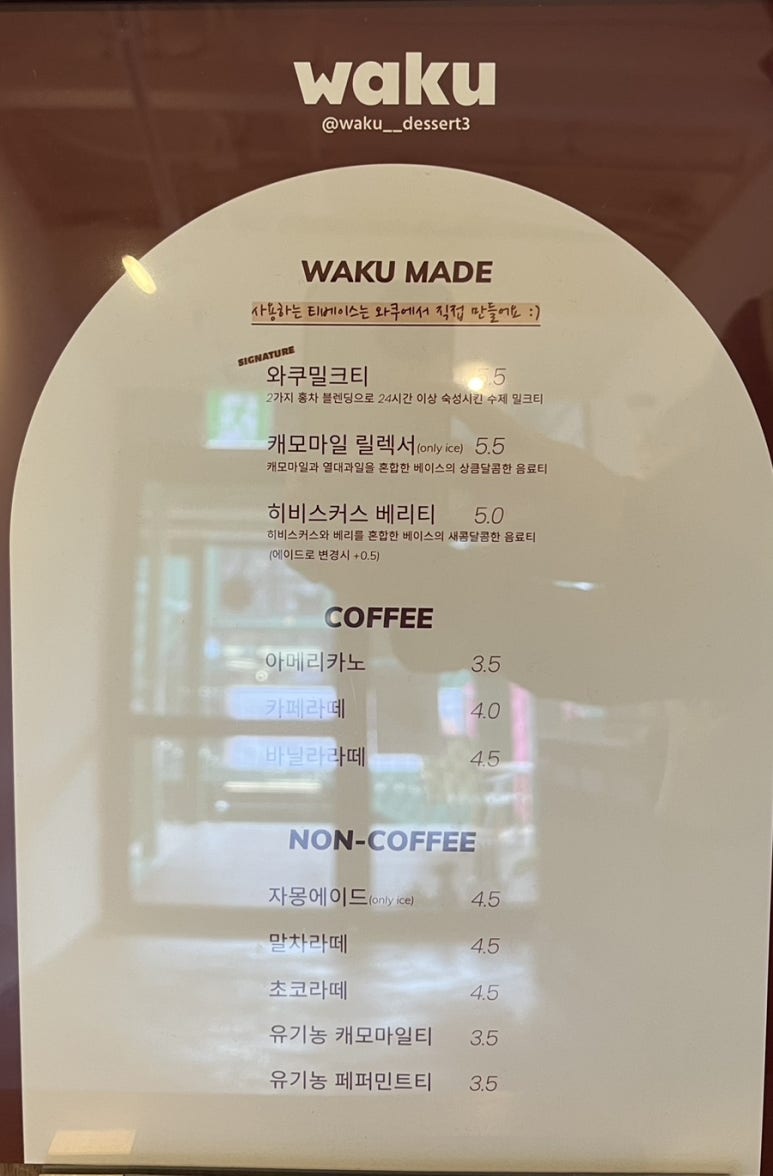 waku
@waku__dessert3
WAKU MADE
사용하는 티베이스는 와쿠에서 직접 만들어요 :)
SIGNATURE
와쿠밀크티 5.5
2가지 홍차 블렌딩으로 24시간 이상 숙성시킨 수제 밀크티
캐모마일 릴렉서(only ice) 5.5
캐모마일과 열대과일을 혼합한 베이스의 상큼달콤한 음료티
히비스커스 베리티 5.0
히비스커스와 베리를 혼합한 베이스의 새콤달콤한 음료티
(에이드로 변경시 +0.5)
COFFEE
아메리카노 3.5
카페라떼 4.0
바닐라라떼 4.5
NON-COFFEE
자몽에이드(only ice) 4.5
말차라떼 4.5
초코라떼 4.5
유기농 캐모마일티 3.5
유기농 페퍼민트티 3.5